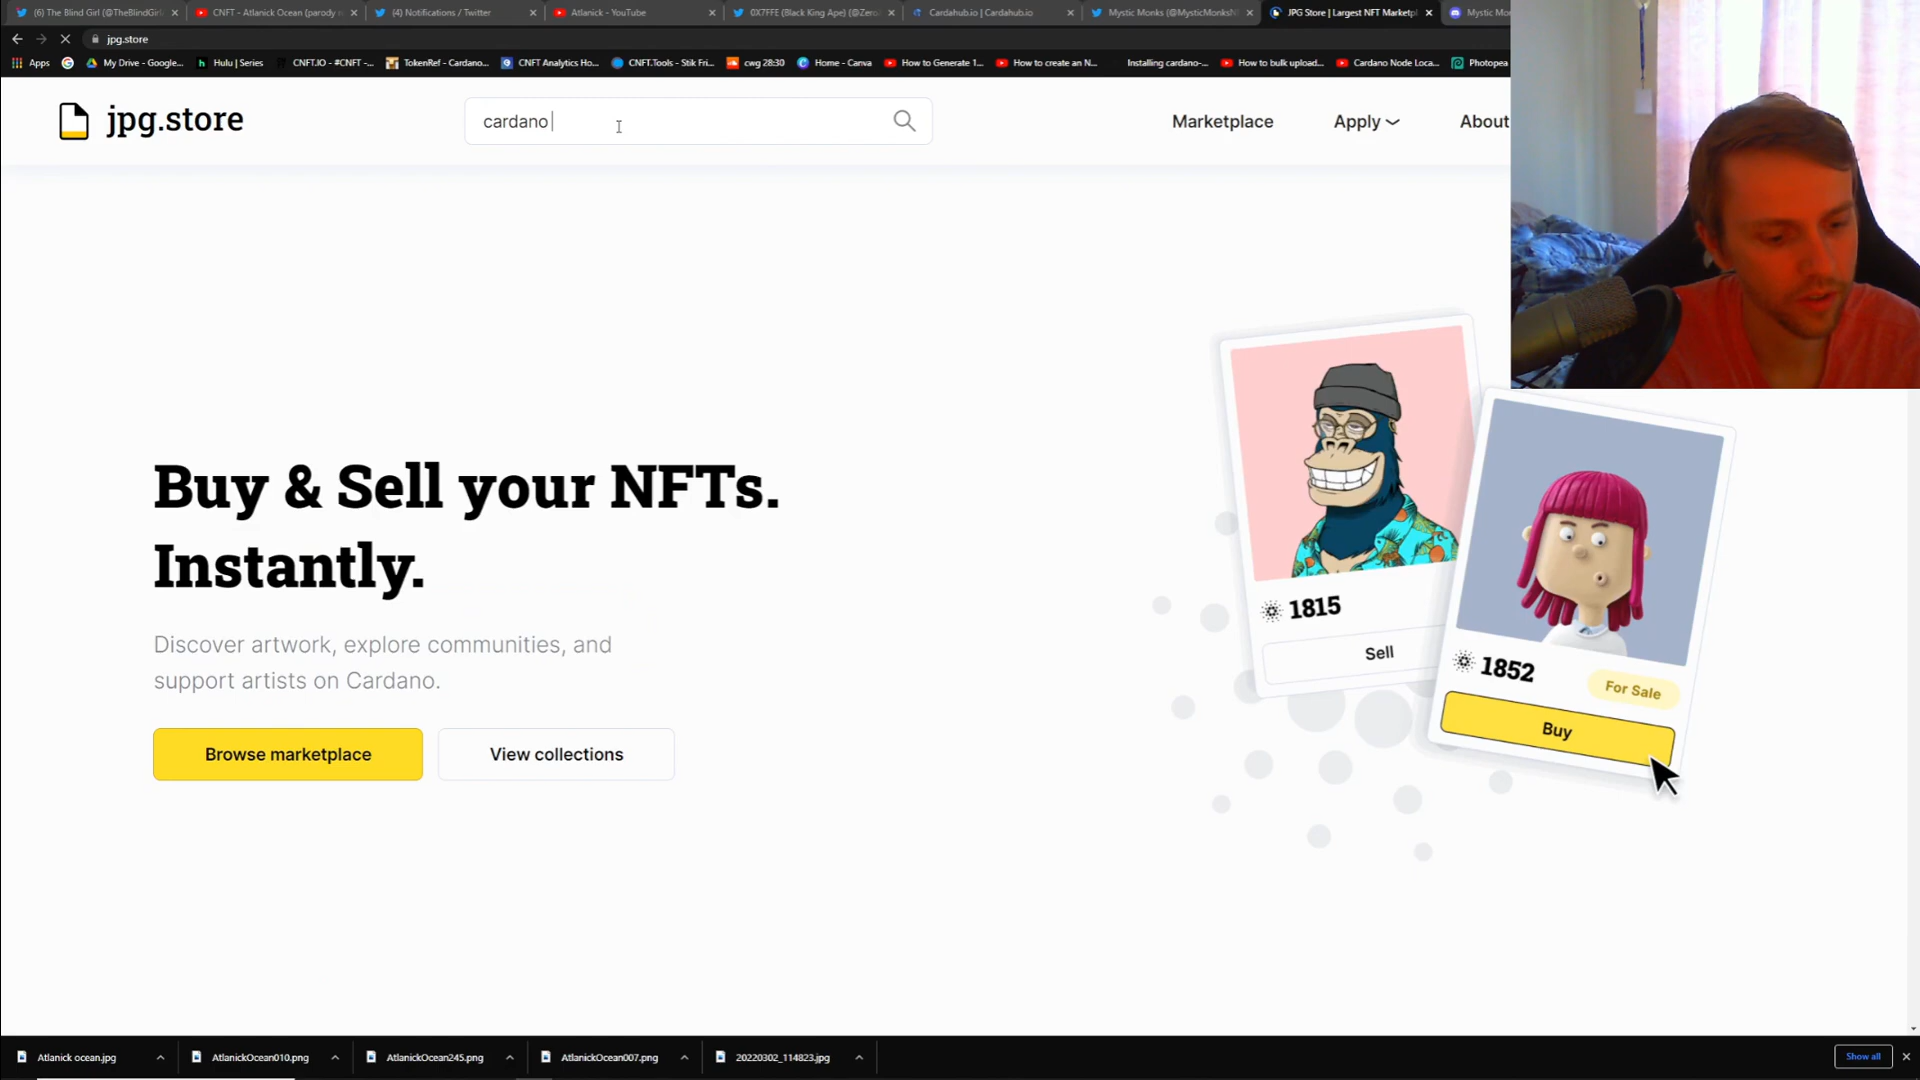 (6) The Blind Girl (@TheBlindGirl
CNFT - Atlanick Ocean (parody r
(4) Notifications / Twitter
Atlanick - YouTube
0X7FFE (Black King Ape) (@Zero
Cardahub.io | Cardahub.io
Mystic Monks (@MysticMonksN
JPG Store | Largest NFT Marketpl
Mystic Mo
jpg.store
Apps
My Drive - Google...
Hulu | Series
CNFT.IO - #CNFT -...
TokenRef - Cardano...
CNFT Analytics Ho...
CNFT.Tools - Stik Fri...
cwg 28:30
Home - Canva
How to Generate 1...
How to create an N...
Installing cardano-...
How to bulk upload...
Cardano Node Loca...
Photopea
jpg.store
cardano
Marketplace
Apply
About
Buy & Sell your NFTs.
Instantly.
Discover artwork, explore communities, and
support artists on Cardano.
Browse marketplace
View collections
1815
Sell
1852
For Sale
Buy
Atlanick ocean.jpg
AtlanickOcean010.png
AtlanickOcean245.png
AtlanickOcean007.png
20220302_114823.jpg
Show all